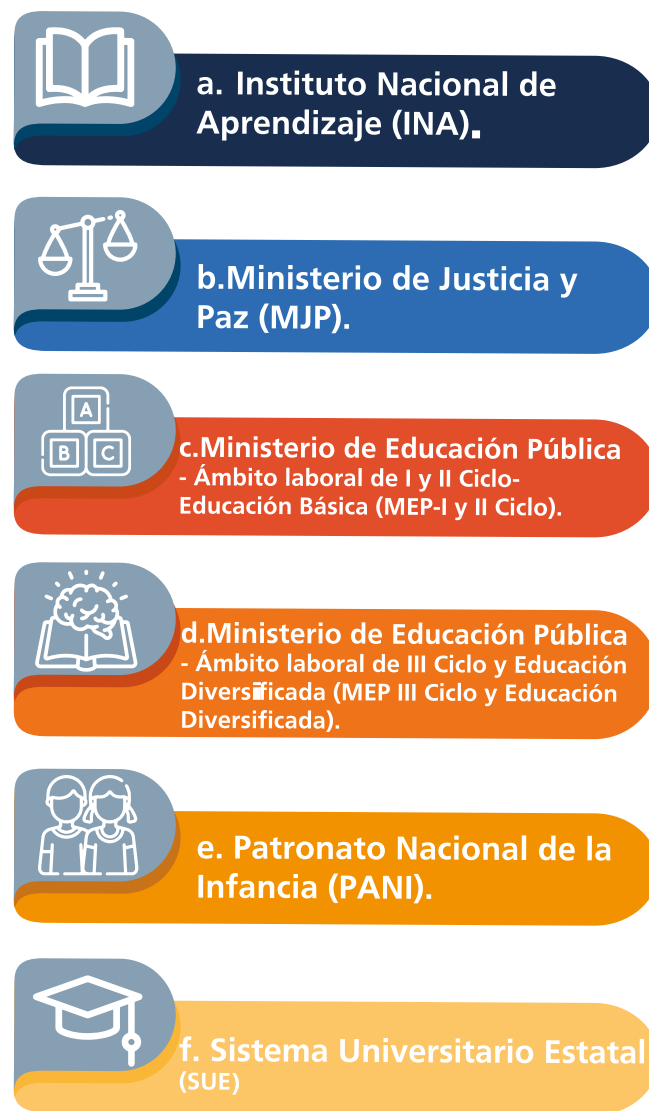 a. Instituto Nacional de
Aprendizaje (INA).
b.Ministerio de Justicia y
Paz (MJP).
A
B C
c.Ministerio de Educación Pública
- Ámbito laboral de I y II Ciclo-
Educación Básica (MEP-I y II Ciclo).
d.Ministerio de Educación Pública
- Ámbito laboral de III Ciclo y Educación
Diversificada (MEP III Ciclo y Educación
Diversificada).
e. Patronato Nacional de la
Infancia (PANI).
f. Sistema Universitario Estatal
(SUE)